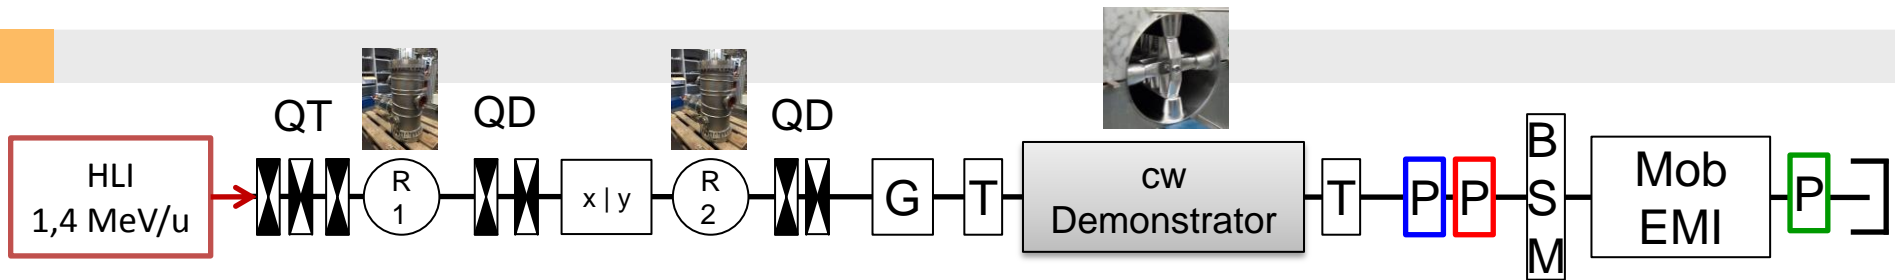 QT
QD
QD
HLI
1,4 MeV/u
R
1
x | y
R
2
G
T
cw
Demonstrator
T
P
P
B
S
M
Mob
EMI
P